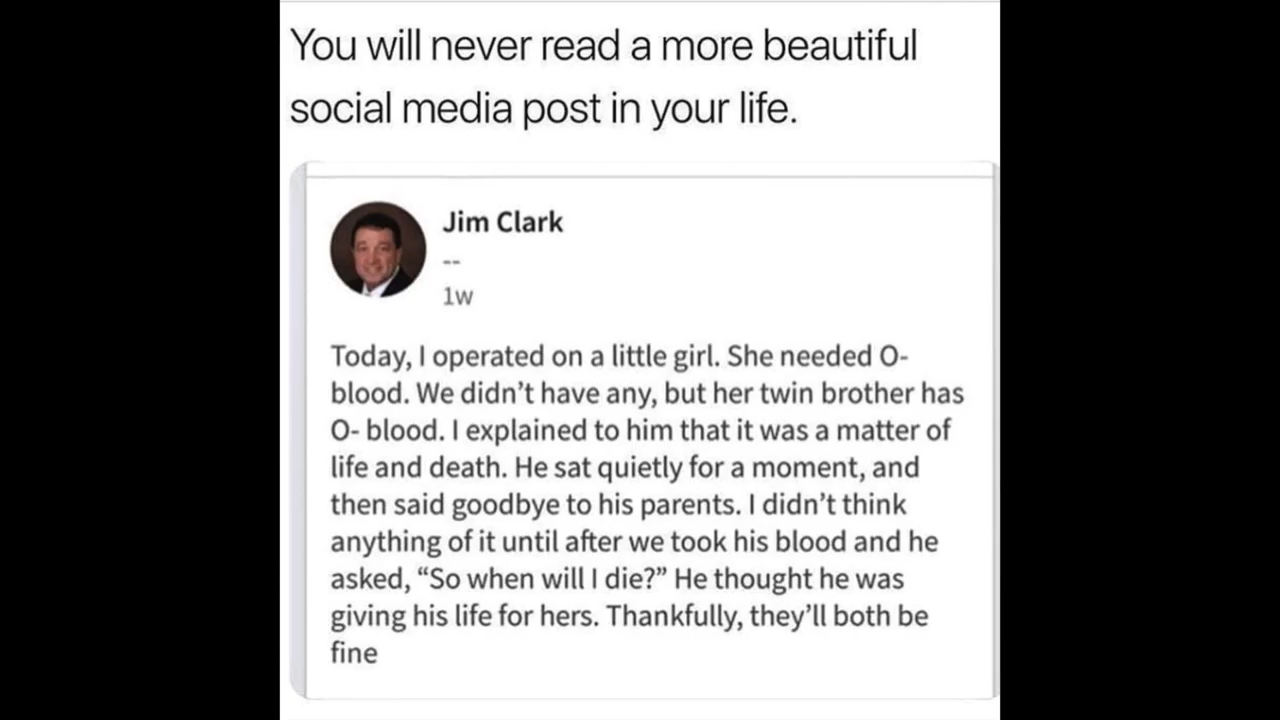 You will never read a more beautiful
social media post in your life.
Jim Clark
--
1w
Today, I operated on a little girl. She needed O-
blood. We didn’t have any, but her twin brother has
O- blood. I explained to him that it was a matter of
life and death. He sat quietly for a moment, and
then said goodbye to his parents. I didn’t think
anything of it until after we took his blood and he
asked, “So when will I die?” He thought he was
giving his life for hers. Thankfully, they’ll both be
fine